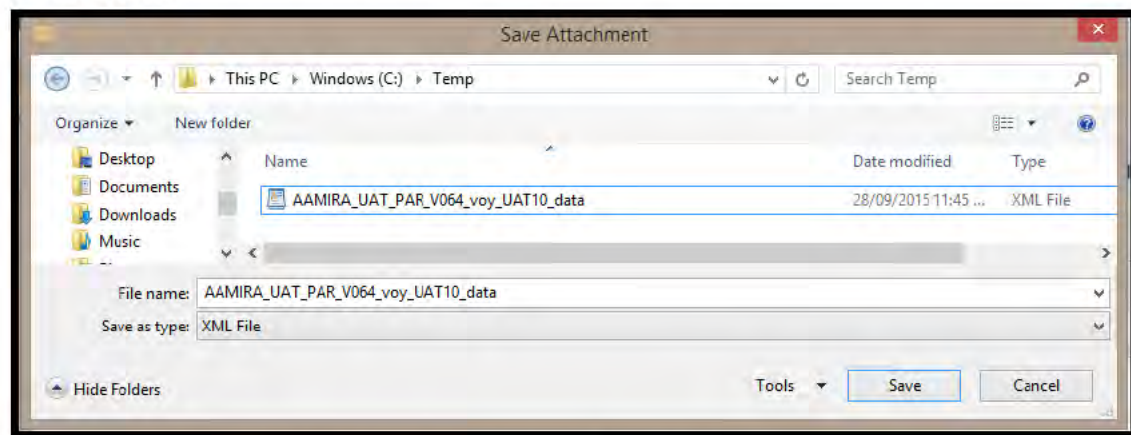 Save Attachment
This PC Windows (C:) Temp Search Temp
Organize New folder
Desktop
Documents
Downloads
Music
Name Date modified Type
AAMIRA_UAT_PAR_V064_voy_UAT10_data 28/09/2015 11:45 ... XML File
File name: AAMIRA_UAT_PAR_V064_voy_UAT10_data
Save as type: XML File
Hide Folders Tools Save Cancel